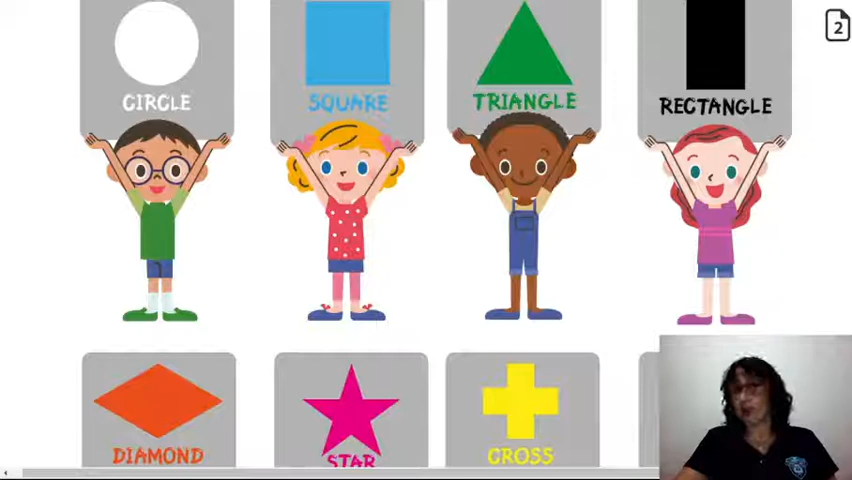 2
CIRCLE
SQUARE
TRIANGLE
RECTANGLE
DIAMOND
STAR
CROSS